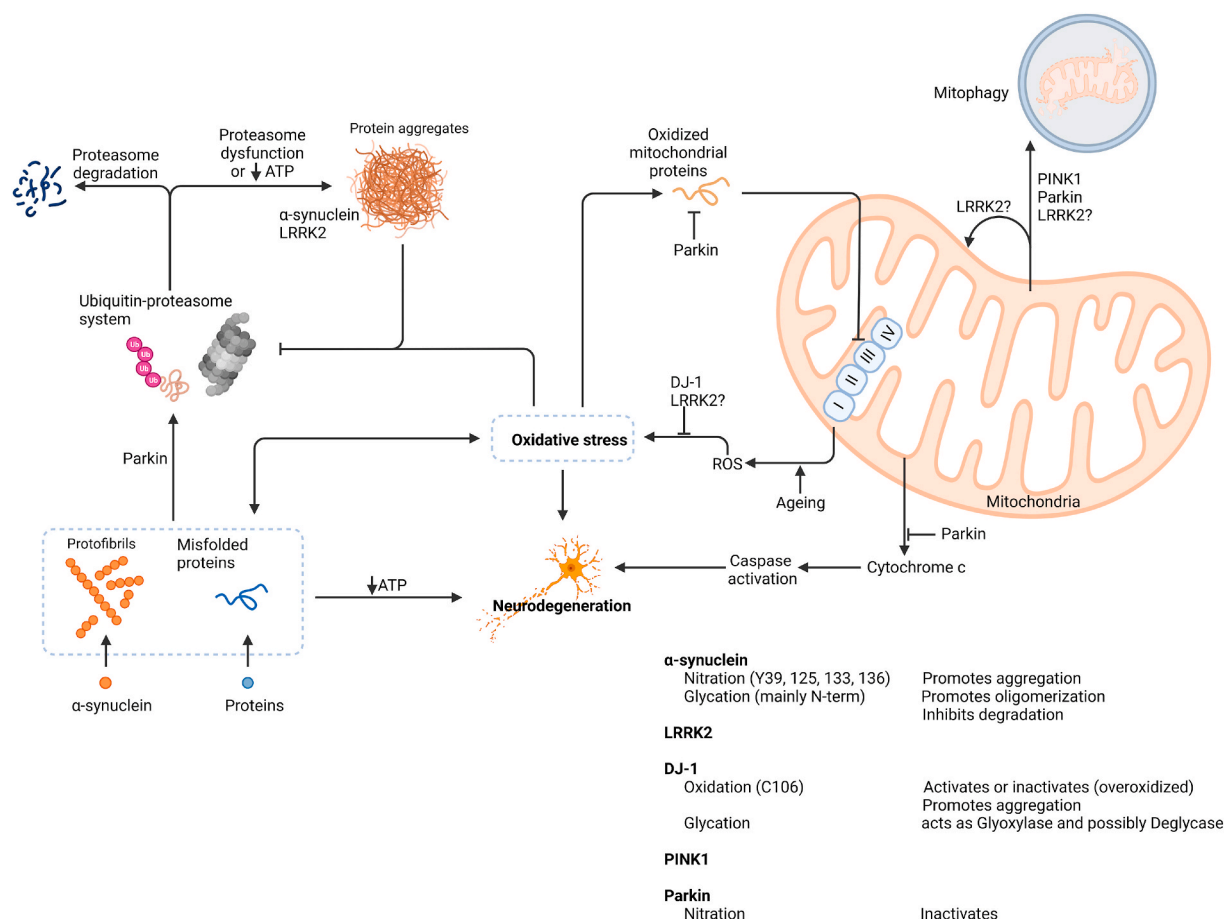 Mitophagy
Proteasome
degradation
Proteasome
dysfunction
or ATP
Protein aggregates
α-synuclein
LRRK2
Oxidized
mitochondrial
proteins
Parkin
LRRK2?
PINK1
Parkin
LRRK2?
Ubiquitin-proteasome
system
Ub
Ub
Ub
Ub
I
II
III
IV
DJ-1
LRRK2?
Oxidative stress
ROS
Ageing
Mitochondria
Parkin
Parkin
Cytochrome c
Caspase
activation
Protofibrils
Misfolded
proteins
ATP
Neurodegeneration
α-synuclein
Proteins
α-synuclein
Nitration (Y39, 125, 133, 136) Promotes aggregation
Glycation (mainly N-term) Promotes oligomerization
Inhibits degradation
LRRK2
DJ-1
Oxidation (C106) Activates or inactivates (overoxidized)
Promotes aggregation
Glycation acts as Glyoxylase and possibly Deglycase
PINK1
Parkin
Nitration Inactivates